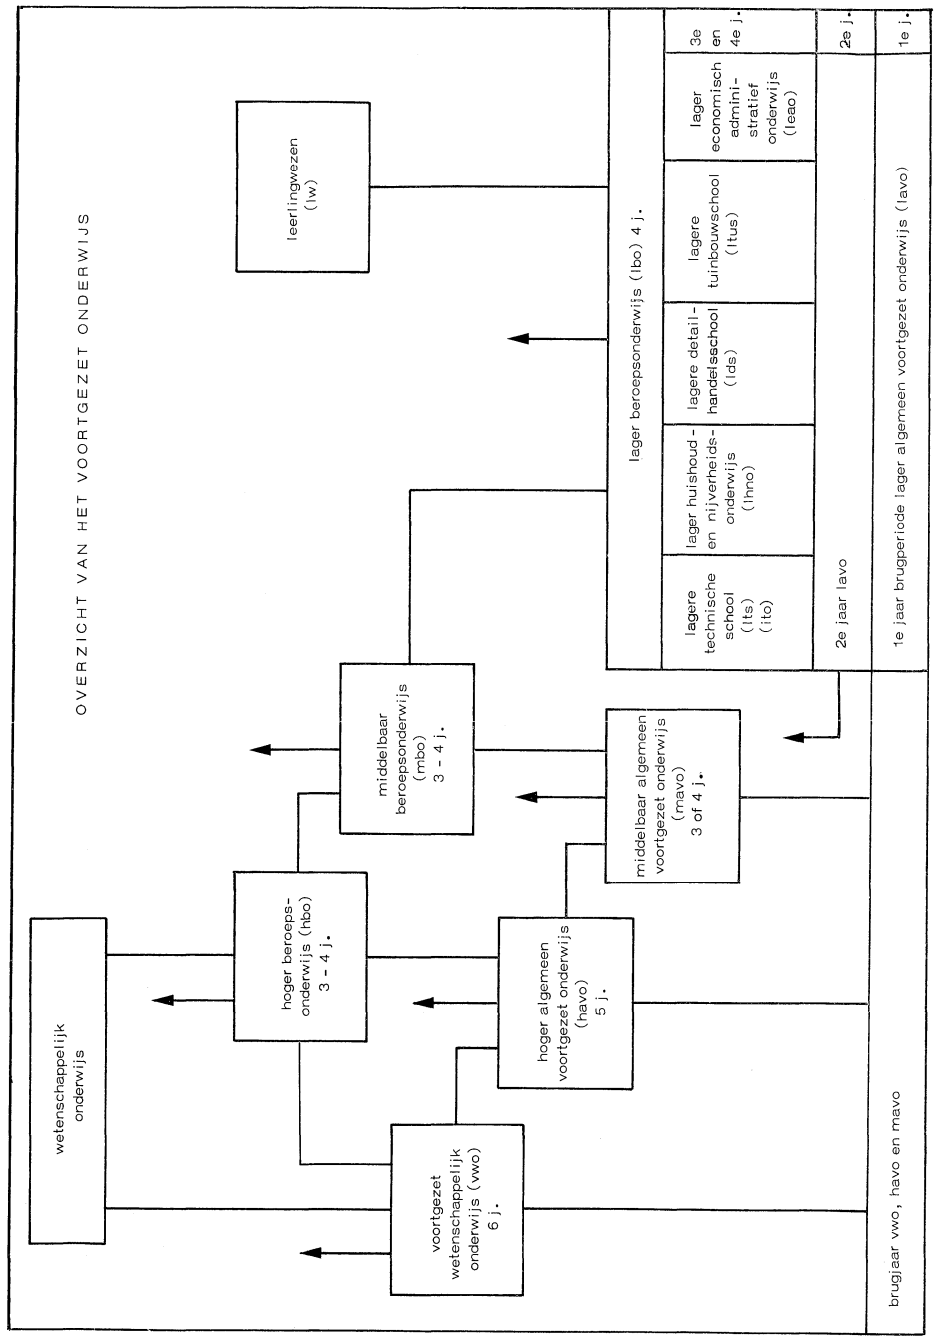 OVERZICHT VAN HET VOORTGEZET ONDERWIJS
wetenschappelijk
onderwijs
hoger beroeps-
onderwijs (hbo)
3 - 4 j.
leerlingwezen
(lw)
middelbaar
beroepsonderwijs
(mbo)
3 - 4 j.
voortgezet
wetenschappelijk
onderwijs (vwo)
6 j.
hoger algemeen
voortgezet onderwijs
(havo)
5 j.
middelbaar algemeen
voortgezet onderwijs
(mavo)
3 of 4 j.
lager beroepsonderwijs (lbo) 4 j.
lagere
technische
school
(lts)
(ito)
lager huishoud-
en nijverheids-
onderwijs
(lhno)
lagere detail-
handelsschool
(lds)
lagere
tuinbouwschool
(ltus)
lager
economisch
admini-
stratief
onderwijs
(leao)
3e
en
4e j.
2e jaar lavo
2e j.
brugjaar vwo, havo en mavo
1e jaar brugperiode lager algemeen voortgezet onderwijs (lavo)
1e j.